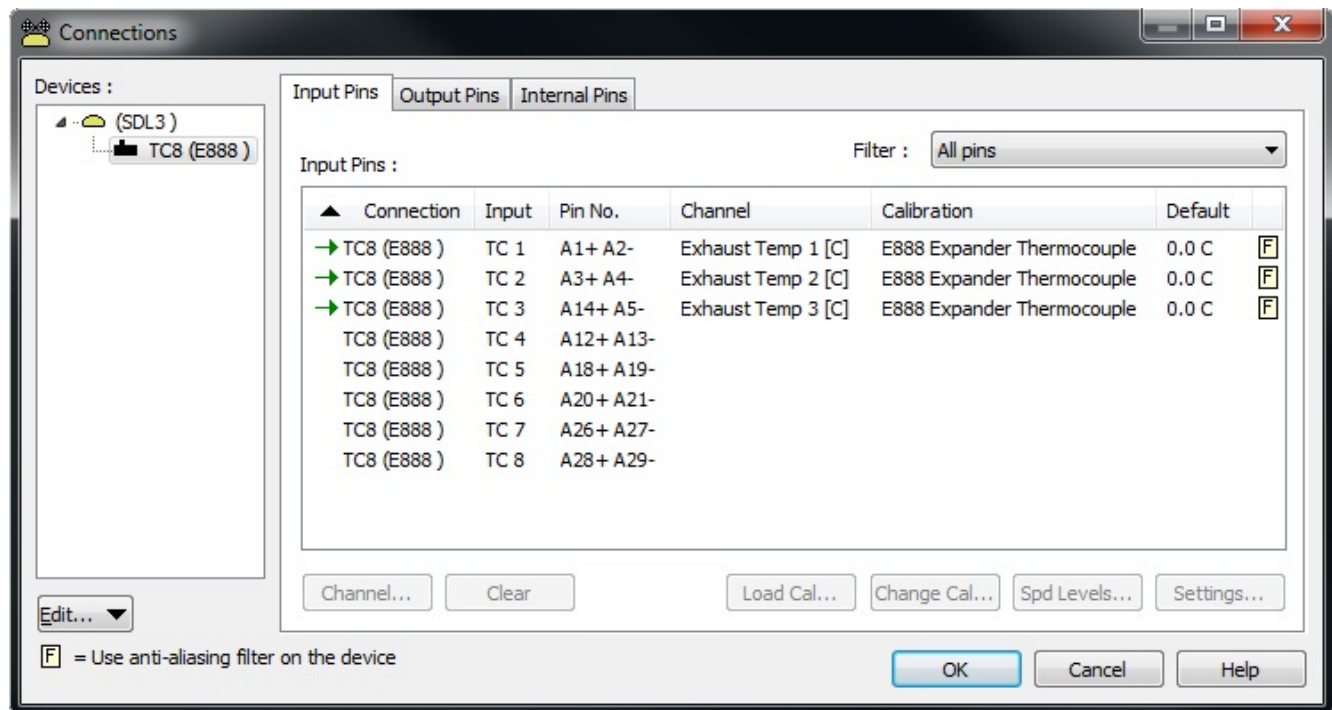 Connections
Devices :
(SDL3 )
TC8 (E888 )
Input Pins Output Pins Internal Pins
Filter : All pins
Input Pins :
Connection Input Pin No. Channel Calibration Default
TC8 (E888 ) TC 1 A1+ A2- Exhaust Temp 1 [C] E888 Expander Thermocouple 0.0 C F
TC8 (E888 ) TC 2 A3+ A4- Exhaust Temp 2 [C] E888 Expander Thermocouple 0.0 C F
TC8 (E888 ) TC 3 A14+ A5- Exhaust Temp 3 [C] E888 Expander Thermocouple 0.0 C F
TC8 (E888 ) TC 4 A12+ A13-
TC8 (E888 ) TC 5 A18+ A19-
TC8 (E888 ) TC 6 A20+ A21-
TC8 (E888 ) TC 7 A26+ A27-
TC8 (E888 ) TC 8 A28+ A29-
Channel... Clear Load Cal... Change Cal... Spd Levels... Settings...
Edit...
F = Use anti-aliasing filter on the device
OK Cancel Help